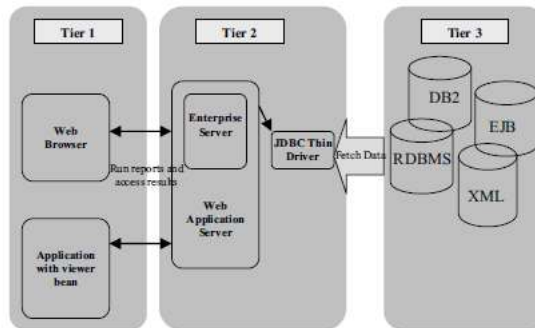 Tier 1
Tier 2
Tier 3
Web
Browser
Run reports and
access results
Application
with viewer
bean
Enterprise
Server
Web
Application
Server
JDBC Thin
Driver
Fetch Data
DB2
EJB
RDBMS
XML